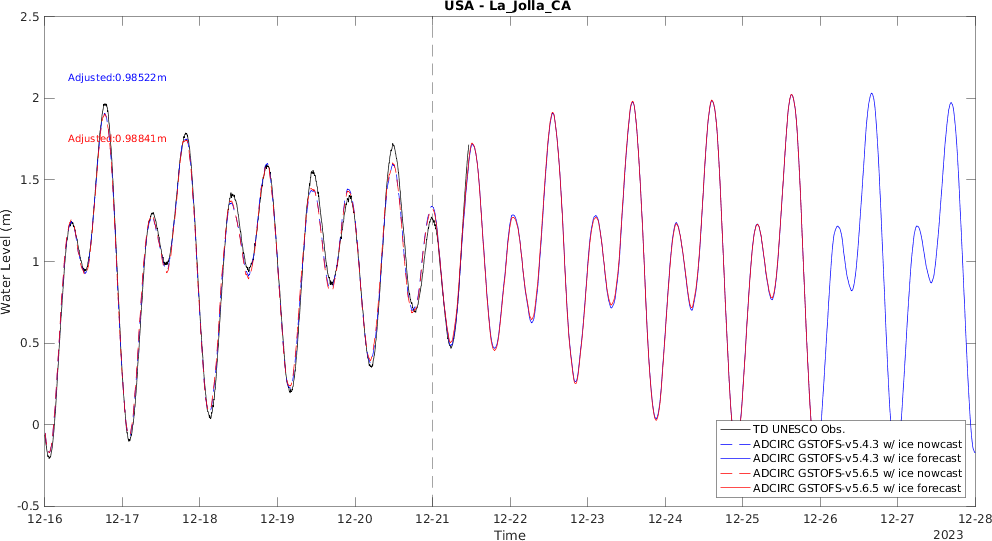 USA - La_Jolla_CA
2.5
2
1.5
1
0.5
0
-0.5
Water Level (m)
Adjusted:0.98522m
Adjusted:0.98841m
TD UNESCO Obs.
ADCIRC GSTOFS-v5.4.3 w/ ice nowcast
ADCIRC GSTOFS-v5.4.3 w/ ice forecast
ADCIRC GSTOFS-v5.6.5 w/ ice nowcast
ADCIRC GSTOFS-v5.6.5 w/ ice forecast
12-16 12-17 12-18 12-19 12-20 12-21 12-22 12-23 12-24 12-25 12-26 12-27 12-28
Time
2023